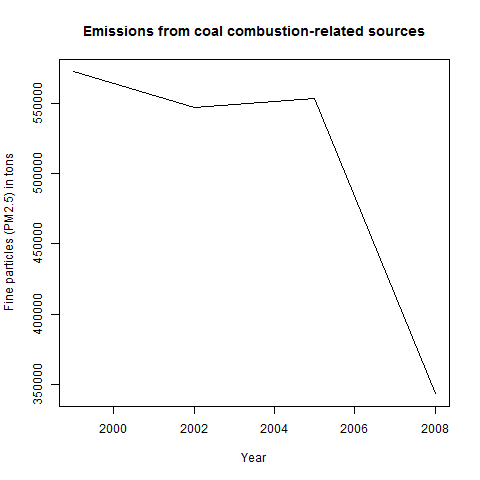 Emissions from coal combustion-related sources
Fine particles (PM2.5) in tons
550000
500000
450000
400000
350000
2000 2002 2004 2006 2008
Year